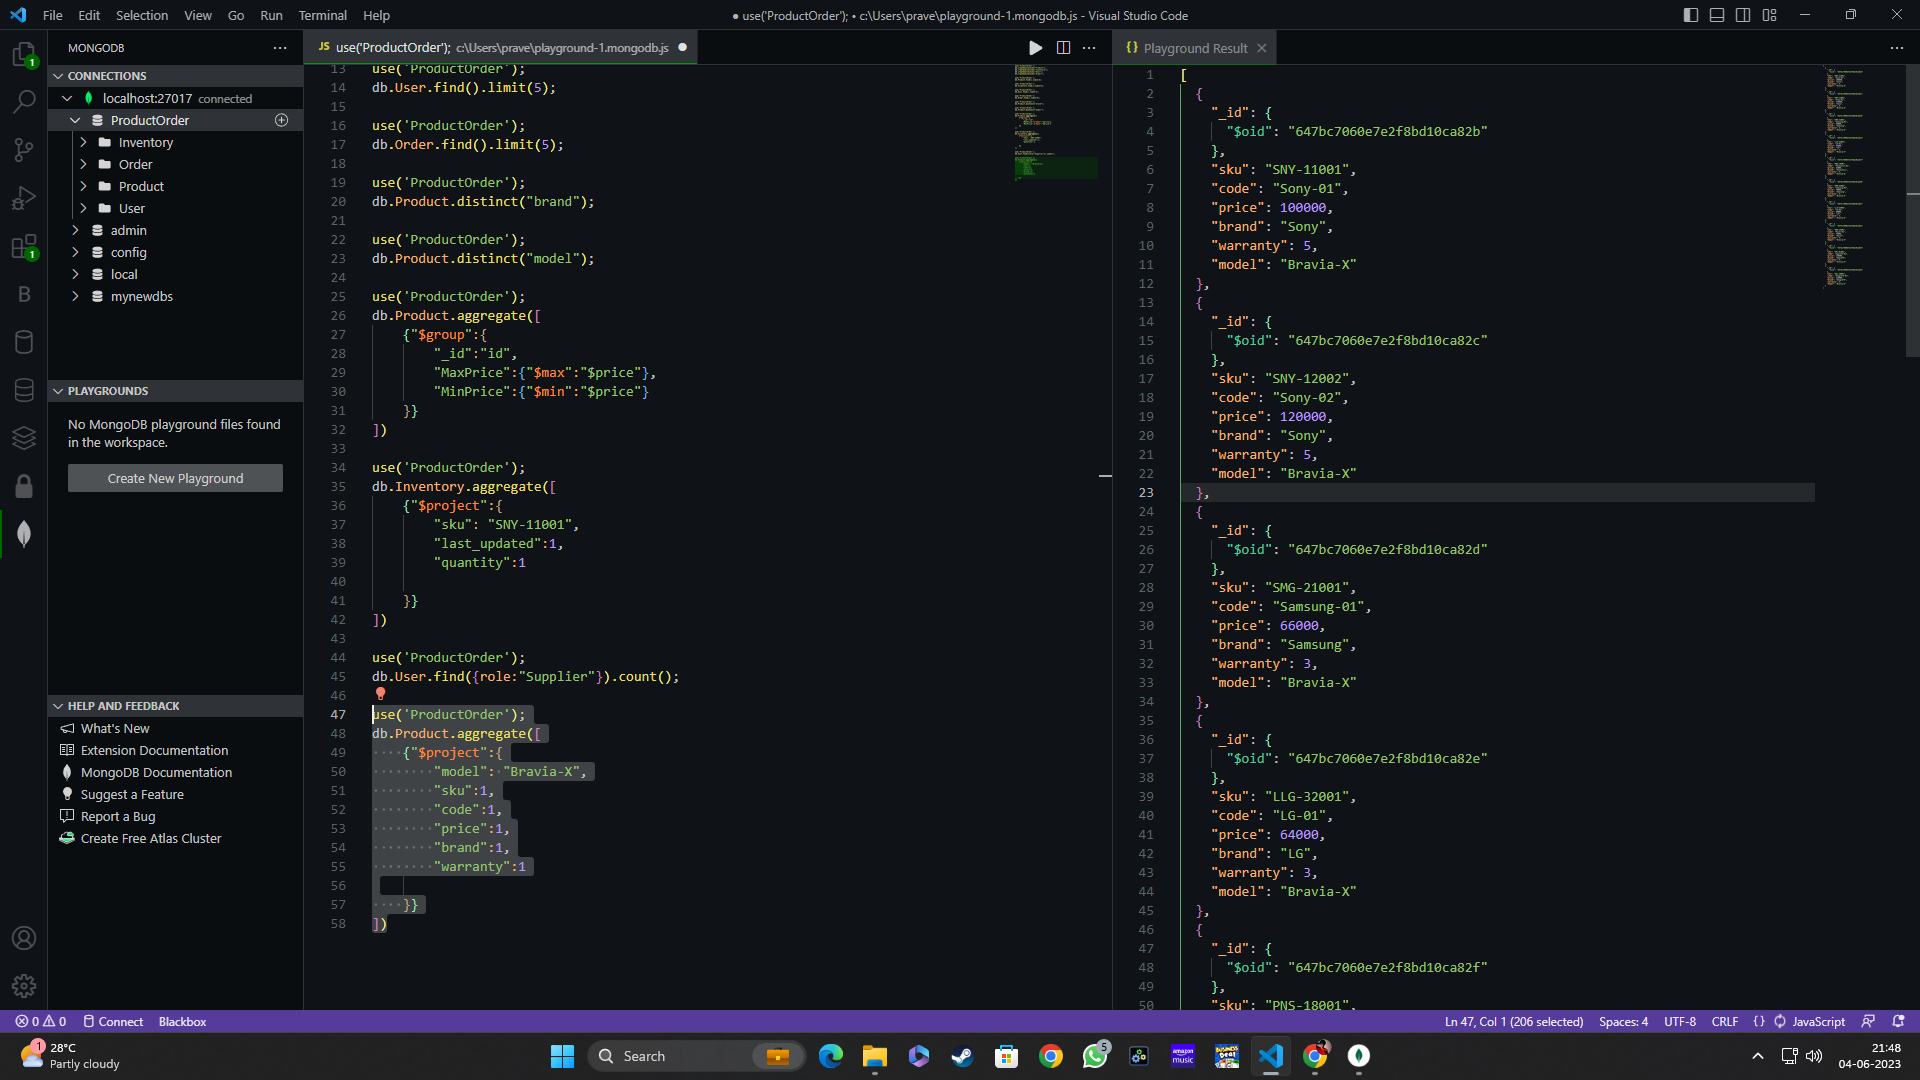 File Edit Selection View Go Run Terminal Help
● use('ProductOrder'); • c:\Users\prave\playground-1.mongodb.js - Visual Studio Code
MONGODB
CONNECTIONS
localhost:27017 connected
ProductOrder
Inventory
Order
Product
User
admin
config
local
mynewdbs
PLAYGROUNDS
No MongoDB playground files found
in the workspace.
Create New Playground
HELP AND FEEDBACK
What's New
Extension Documentation
MongoDB Documentation
Suggest a Feature
Report a Bug
Create Free Atlas Cluster
JS use('ProductOrder'); c:\Users\prave\playground-1.mongodb.js
13 use('ProductOrder');
14 db.User.find().limit(5);
15
16 use('ProductOrder');
17 db.Order.find().limit(5);
18
19 use('ProductOrder');
20 db.Product.distinct("brand");
21
22 use('ProductOrder');
23 db.Product.distinct("model");
24
25 use('ProductOrder');
26 db.Product.aggregate([
27 {"$group":{
28 "_id":"id",
29 "MaxPrice":{"$max":"$price"},
30 "MinPrice":{"$min":"$price"}
31 }}
32 ])
33
34 use('ProductOrder');
35 db.Inventory.aggregate([
36 {"$project":{
37 "sku": "SNY-11001",
38 "last_updated":1,
39 "quantity":1
40
41 }}
42 ])
43
44 use('ProductOrder');
45 db.User.find({role:"Supplier"}).count();
46
47 use('ProductOrder');
48 db.Product.aggregate([
49 {"$project":{
50 "model": "Bravia-X",
51 "sku":1,
52 "code":1,
53 "price":1,
54 "brand":1,
55 "warranty":1
56
57 }}
58 ])
{} Playground Result
1 [
2 {
3 "_id": {
4 "$oid": "647bc7060e7e2f8bd10ca82b"
5 },
6 "sku": "SNY-11001",
7 "code": "Sony-01",
8 "price": 100000,
9 "brand": "Sony",
10 "warranty": 5,
11 "model": "Bravia-X"
12 },
13 {
14 "_id": {
15 "$oid": "647bc7060e7e2f8bd10ca82c"
16 },
17 "sku": "SNY-12002",
18 "code": "Sony-02",
19 "price": 120000,
20 "brand": "Sony",
21 "warranty": 5,
22 "model": "Bravia-X"
23 },
24 {
25 "_id": {
26 "$oid": "647bc7060e7e2f8bd10ca82d"
27 },
28 "sku": "SMG-21001",
29 "code": "Samsung-01",
30 "price": 66000,
31 "brand": "Samsung",
32 "warranty": 3,
33 "model": "Bravia-X"
34 },
35 {
36 "_id": {
37 "$oid": "647bc7060e7e2f8bd10ca82e"
38 },
39 "sku": "LLG-32001",
40 "code": "LG-01",
41 "price": 64000,
42 "brand": "LG",
43 "warranty": 3,
44 "model": "Bravia-X"
45 },
46 {
47 "_id": {
48 "$oid": "647bc7060e7e2f8bd10ca82f"
49 },
50 "sku": "PNS-18001",
0 0 Connect Blackbox
Ln 47, Col 1 (206 selected) Spaces: 4 UTF-8 CRLF {} JavaScript
1
28°C
Partly cloudy
Search
5
amazon music
21:48
04-06-2023